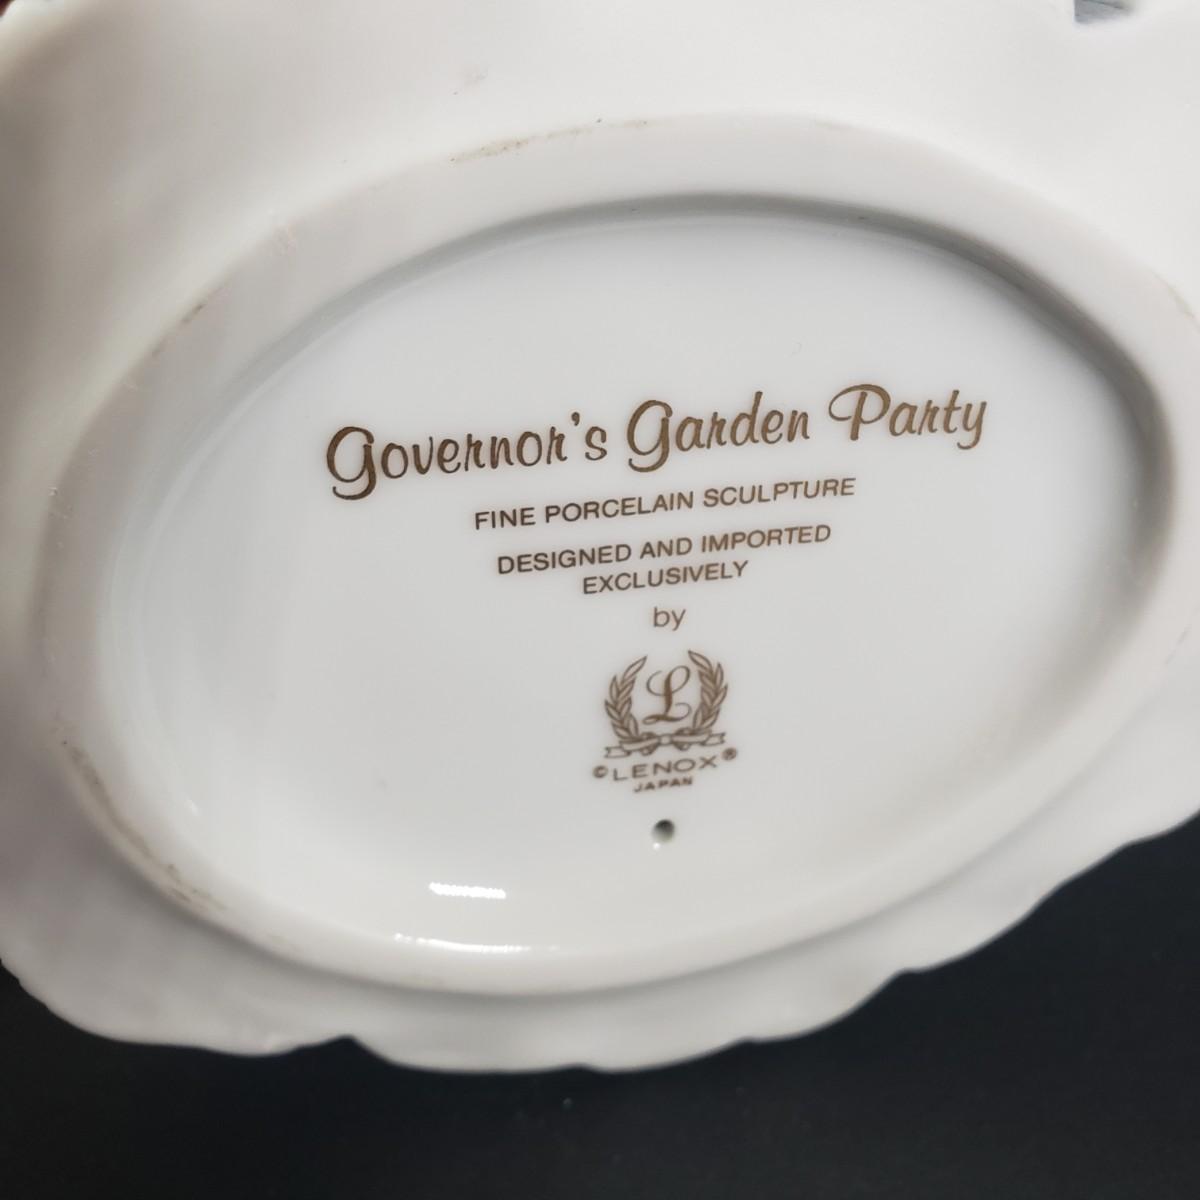 Governor's Garden Party
FINE PORCELAIN SCULPTURE
DESIGNED AND IMPORTED
EXCLUSIVELY
by
L
©LENOX®
JAPAN